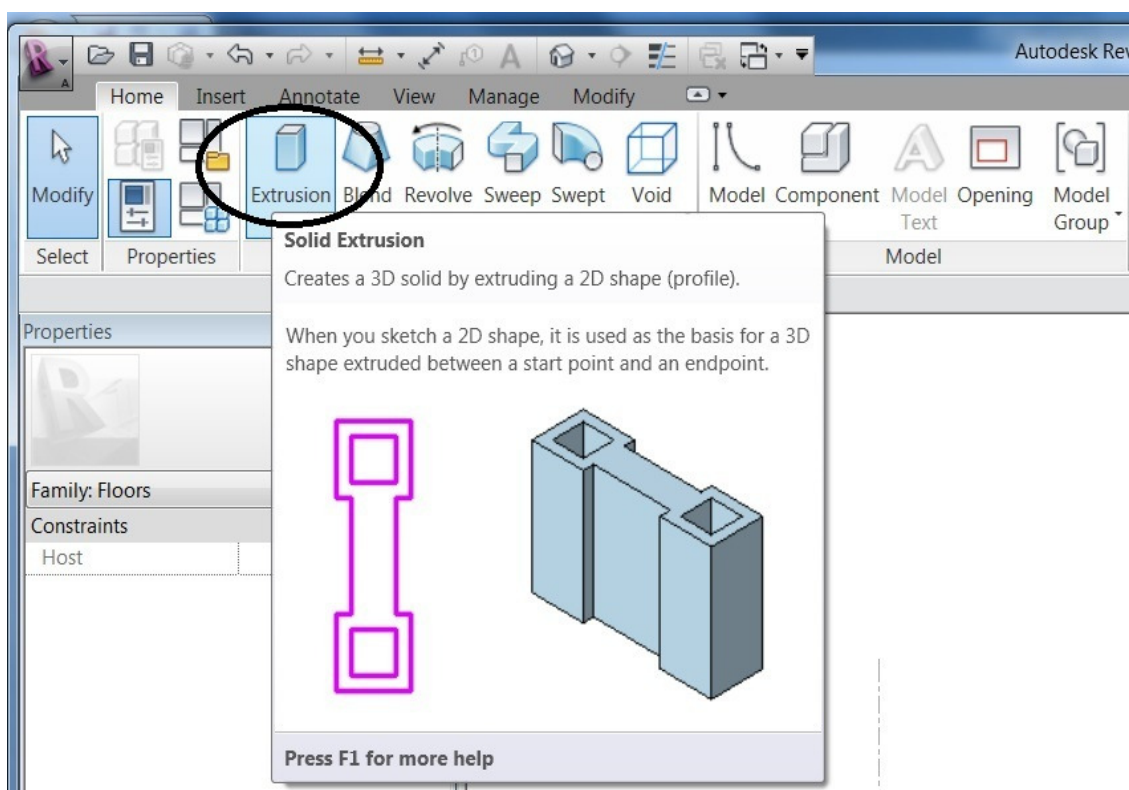 Autodesk Rev
A
Home Insert Annotate View Manage Modify
Modify Extrusion Blend Revolve Sweep Swept Void Model Component Model Text Opening Model Group
Select Properties Model
Solid Extrusion
Creates a 3D solid by extruding a 2D shape (profile).
When you sketch a 2D shape, it is used as the basis for a 3D
shape extruded between a start point and an endpoint.
Properties
Family: Floors
Constraints
Host
Press F1 for more help